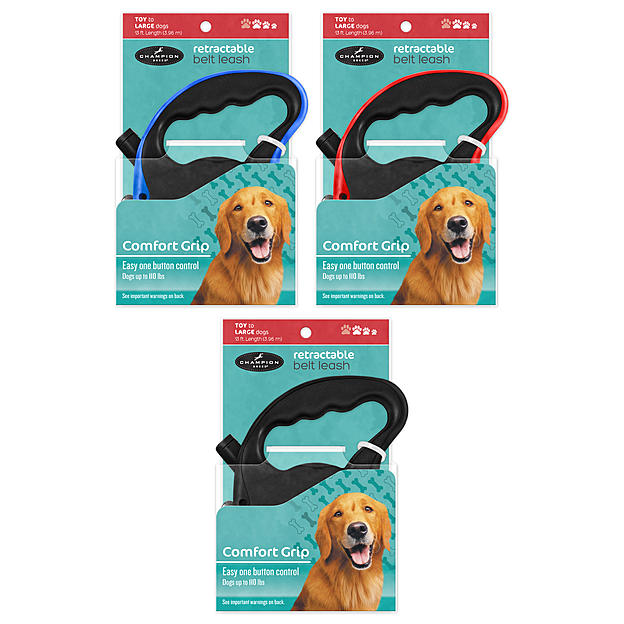 TOY to
LARGE dogs
13 ft. Length (3.96 m)
CHAMPION
BREED
retractable
belt leash
Comfort Grip
Easy one button control
Dogs up to 110 lbs
See important warnings on back.
TOY to
LARGE dogs
13 ft. Length (3.96 m)
CHAMPION
BREED
retractable
belt leash
Comfort Grip
Easy one button control
Dogs up to 110 lbs
See important warnings on back.
TOY to
LARGE dogs
13 ft. Length (3.96 m)
CHAMPION
BREED
retractable
belt leash
Comfort Grip
Easy one button control
Dogs up to 110 lbs
See important warnings on back.